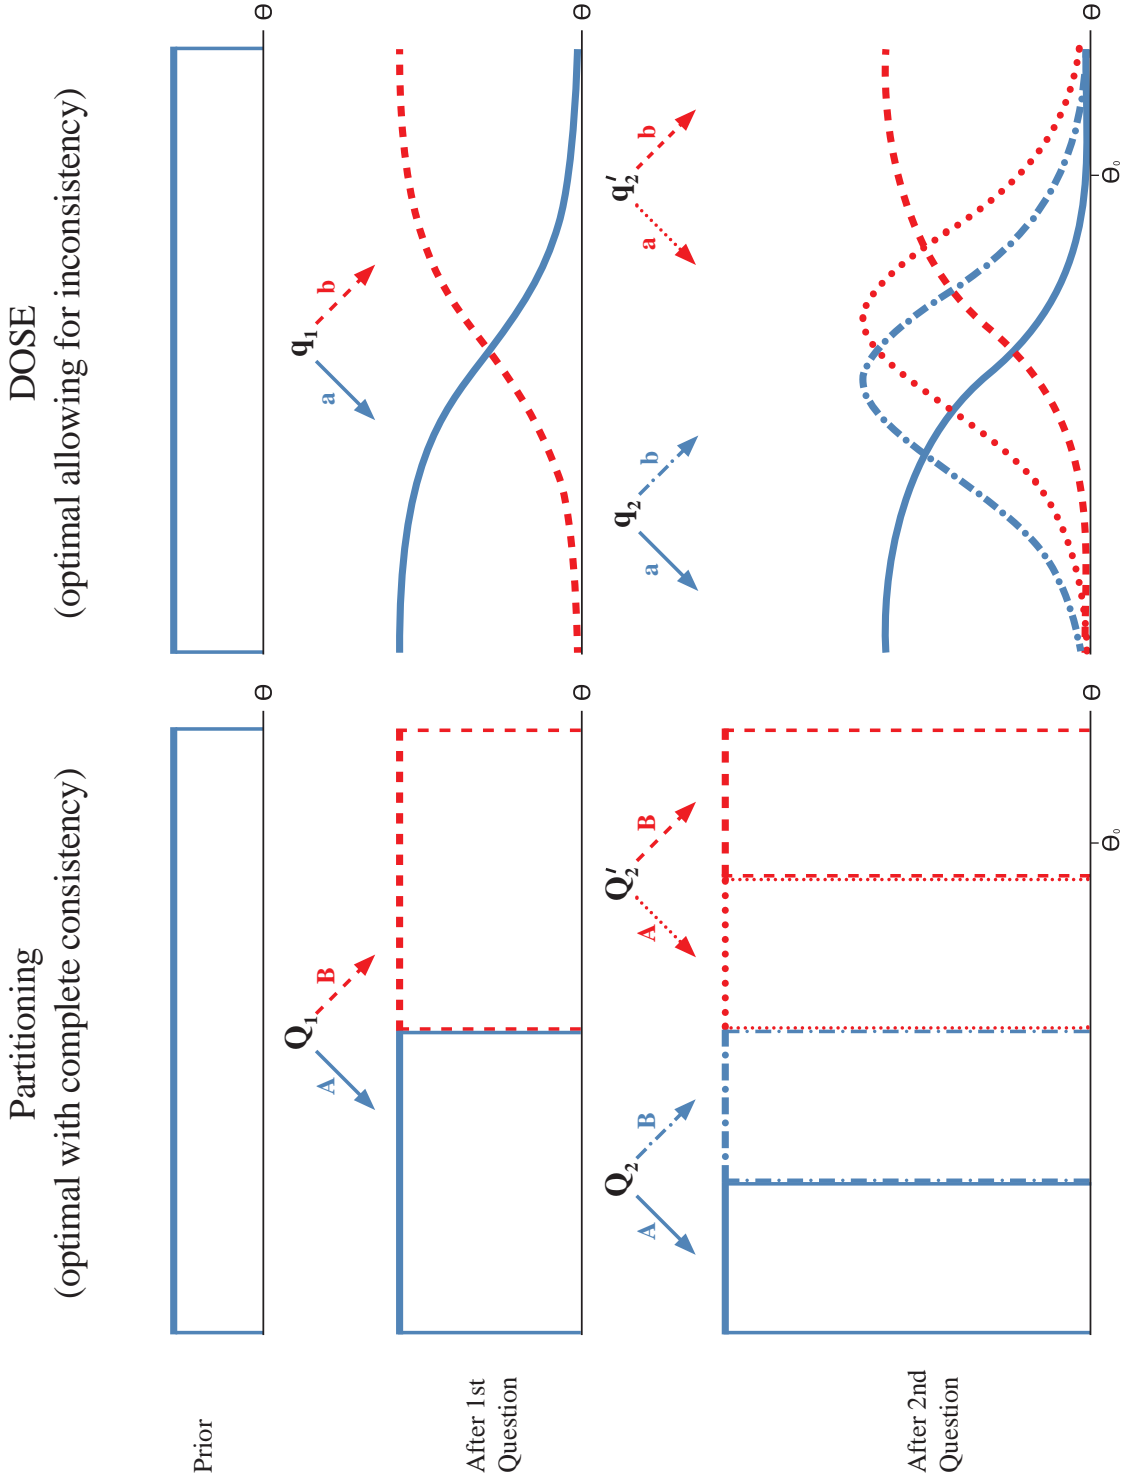 Partitioning
(optimal with complete consistency)
DOSE
(optimal allowing for inconsistency)
Prior
θ
θ
Q1
A
B
q1
a
b
After 1st
Question
θ
θ
Q2
A
B
Q2′
A
B
q2
a
b
q2′
a
b
After 2nd
Question
θ0
θ
θ0
θ